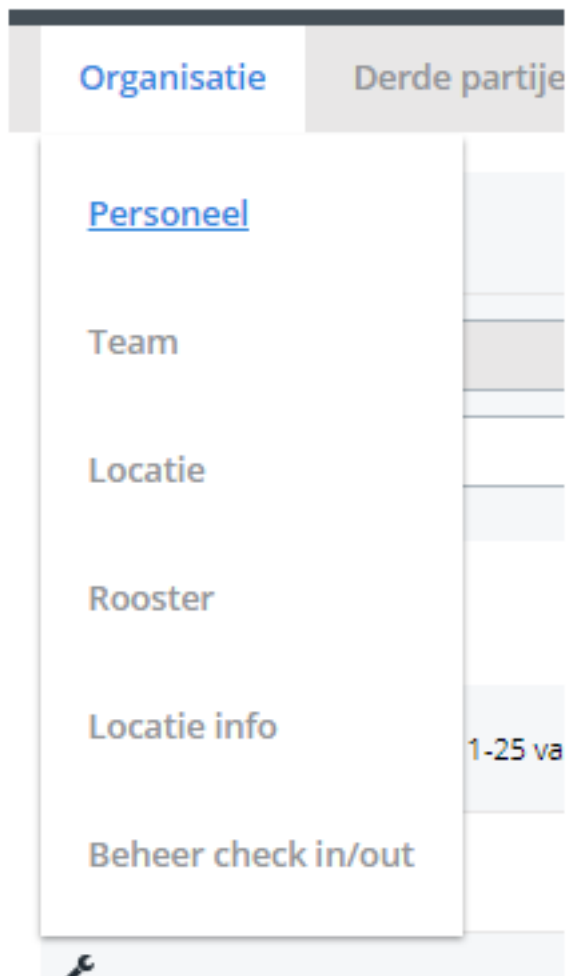 Organisatie Derde partije
Personeel
Team
Locatie
Rooster
Locatie info
1-25 va
Beheer check in/out